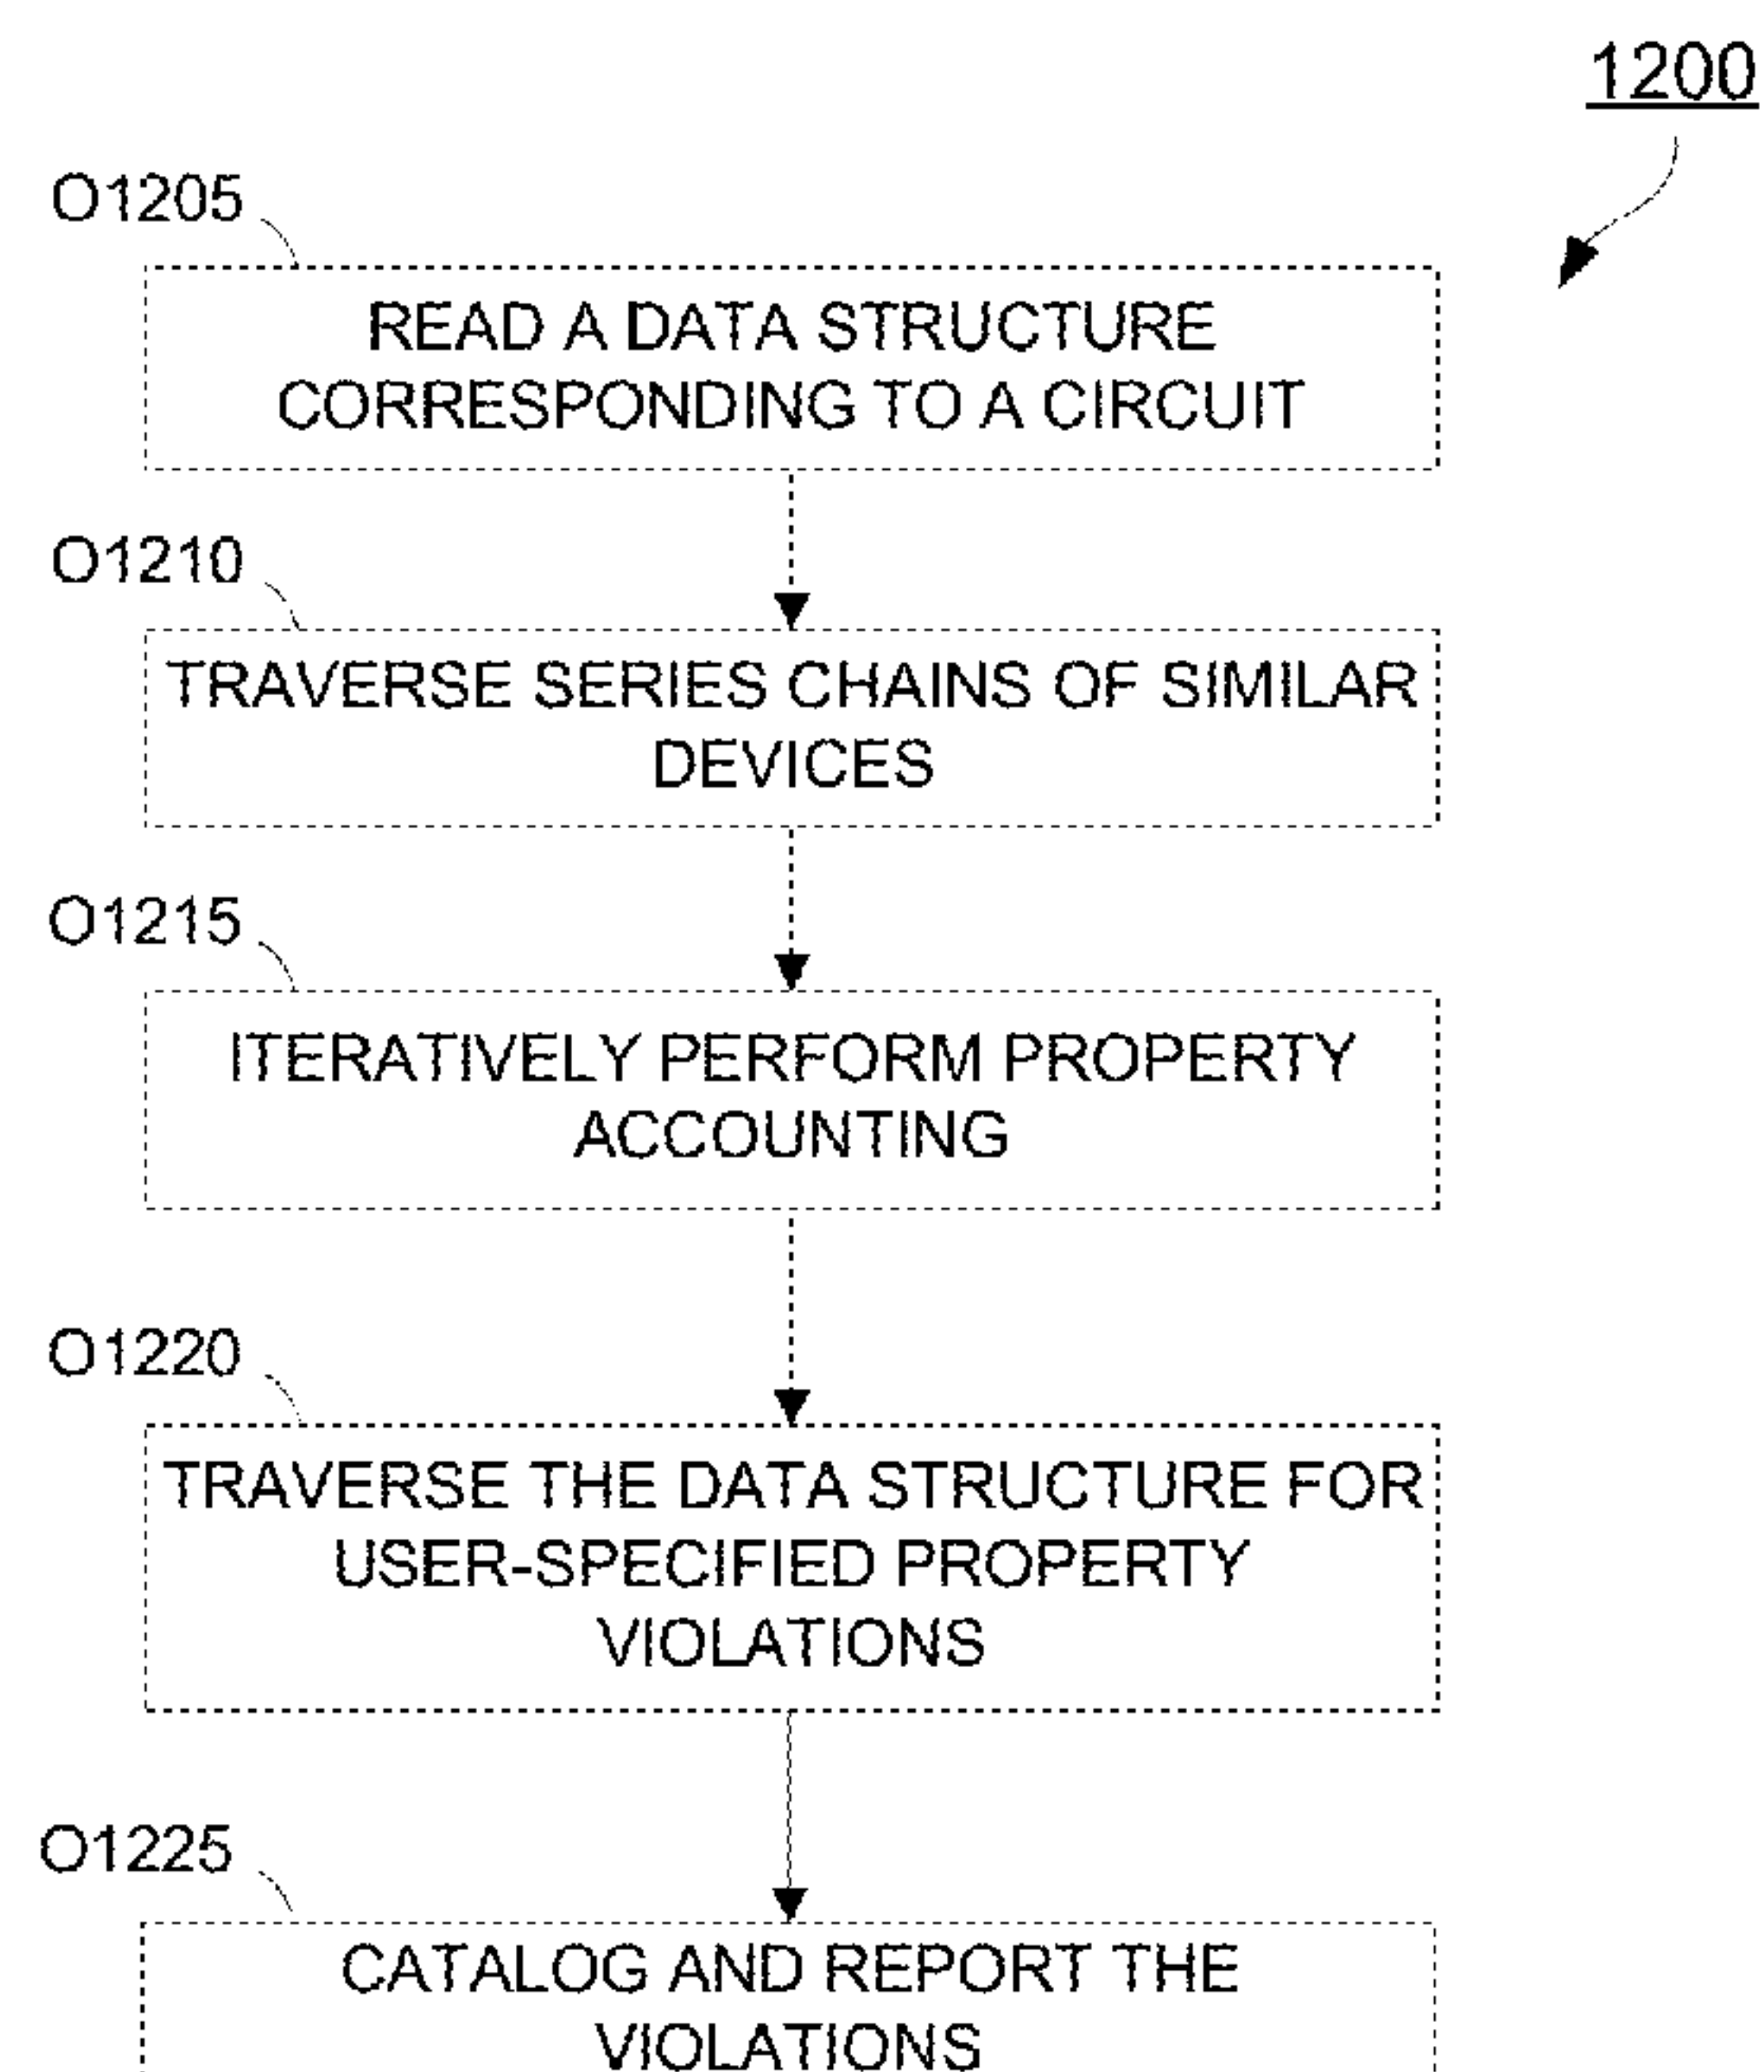 1200
O1205
READ A DATA STRUCTURE
CORRESPONDING TO A CIRCUIT
O1210
TRAVERSE SERIES CHAINS OF SIMILAR
DEVICES
O1215
ITERATIVELY PERFORM PROPERTY
ACCOUNTING
O1220
TRAVERSE THE DATA STRUCTURE FOR
USER-SPECIFIED PROPERTY
VIOLATIONS
O1225
CATALOG AND REPORT THE
VIOLATIONS